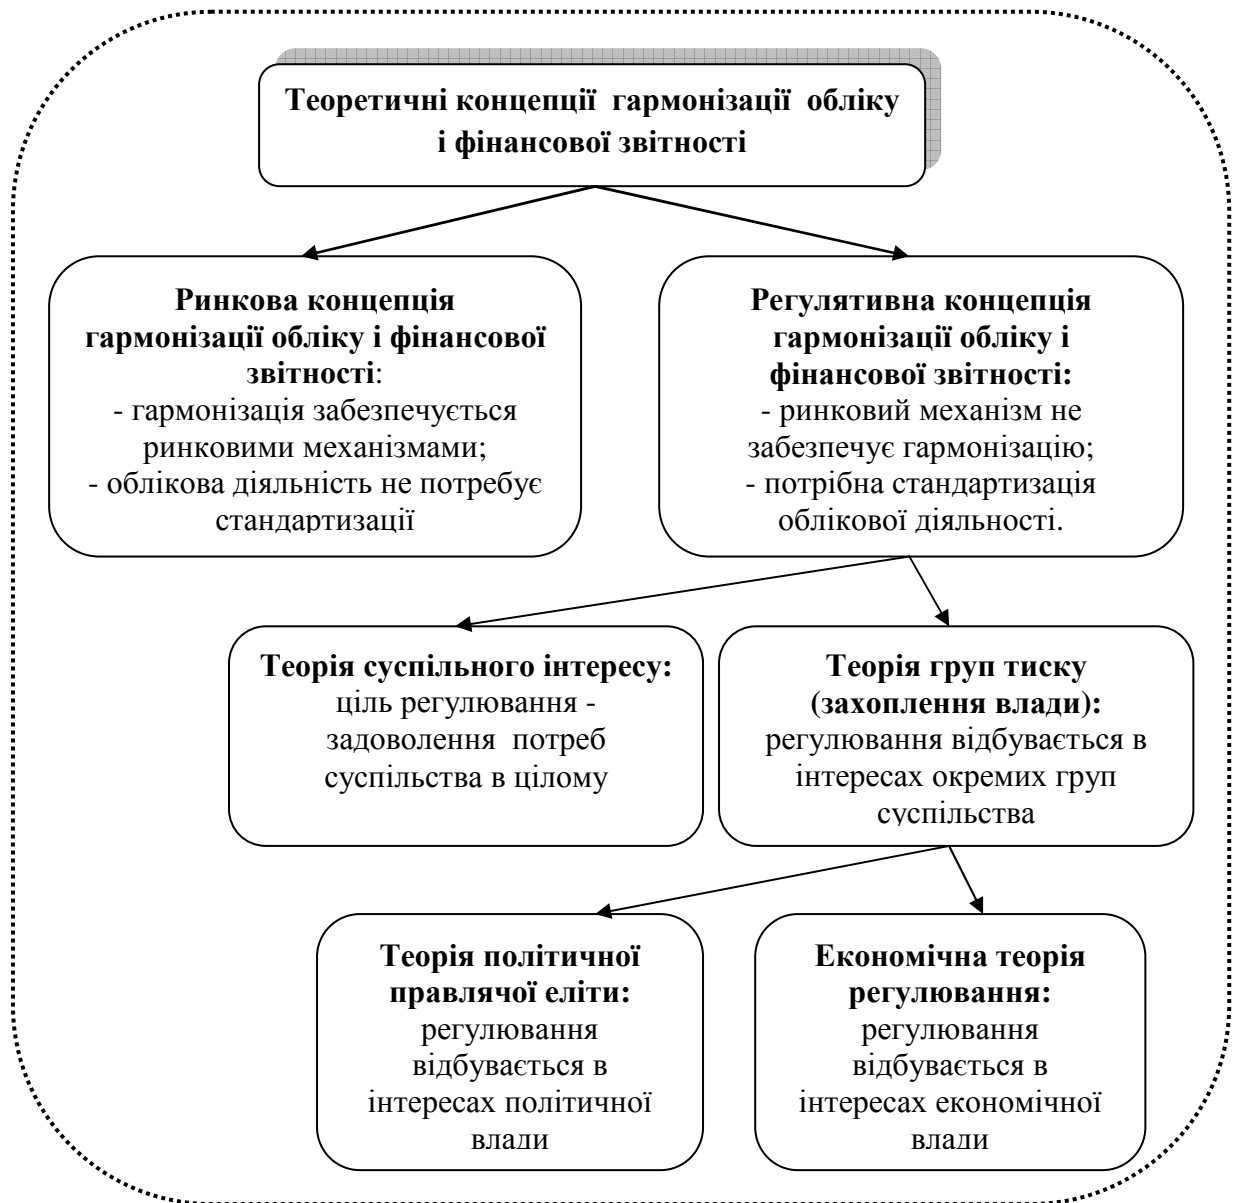 Теоретичні концепції гармонізації обліку
і фінансової звітності
Ринкова концепція
гармонізації обліку і фінансової
звітності:
- гармонізація забезпечується
ринковими механізмами;
- облікова діяльність не потребує
стандартизації
Регулятивна концепція
гармонізації обліку і
фінансової звітності:
- ринковий механізм не
забезпечує гармонізацію;
- потрібна стандартизація
облікової діяльності.
Теорія суспільного інтересу:
ціль регулювання -
задоволення потреб
суспільства в цілому
Теорія груп тиску
(захоплення влади):
регулювання відбувається в
інтересах окремих груп
суспільства
Теорія політичної
правлячої еліти:
регулювання
відбувається в
інтересах політичної
влади
Економічна теорія
регулювання:
регулювання
відбувається в
інтересах економічної
влади